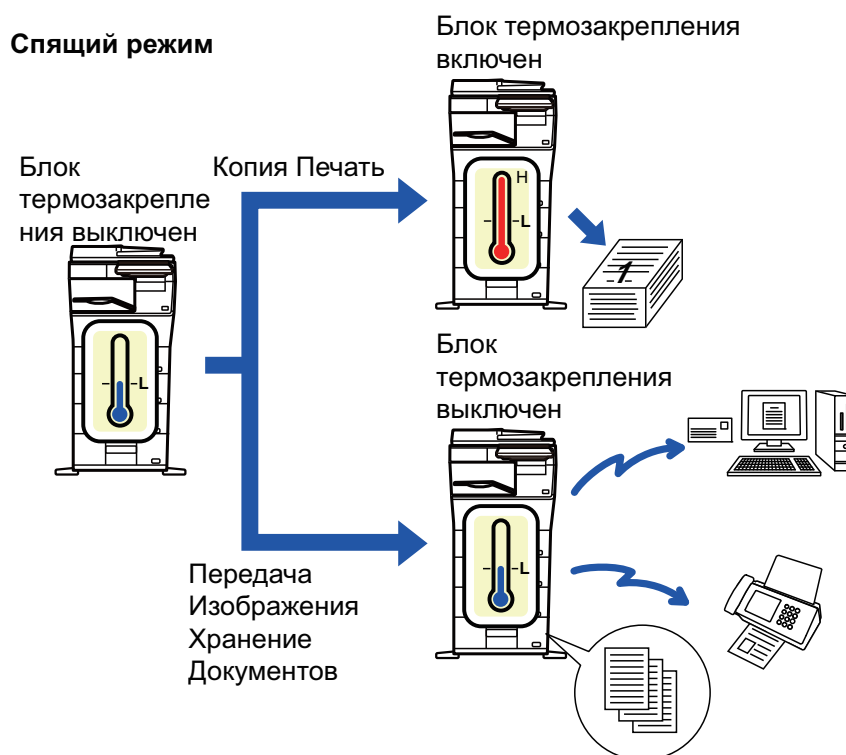 Спящий режим
Блок термозакрепления
включен
Блок
термозакрепле
ния выключен
Копия Печать
H
L
1
L
Блок
термозакрепления
выключен
L
Передача
Изображения
Хранение
Документов